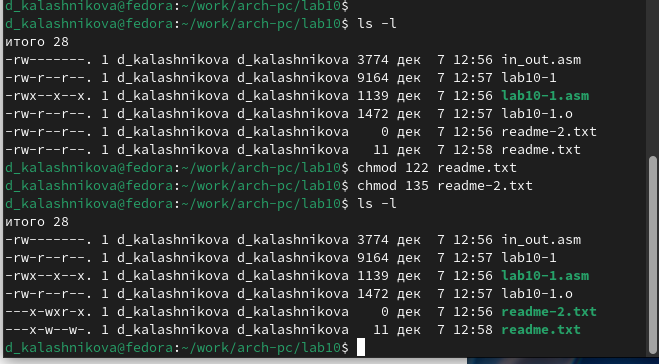 d_kalashnikova@fedora:~/work/arch-pc/lab10$
d_kalashnikova@fedora:~/work/arch-pc/lab10$ ls -l
итого 28
-rw-------. 1 d_kalashnikova d_kalashnikova 3774 дек  7 12:56 in_out.asm
-rw-r--r--. 1 d_kalashnikova d_kalashnikova 9164 дек  7 12:57 lab10-1
-rwx--x--x. 1 d_kalashnikova d_kalashnikova 1139 дек  7 12:56 lab10-1.asm
-rw-r--r--. 1 d_kalashnikova d_kalashnikova 1472 дек  7 12:57 lab10-1.o
-rw-r--r--. 1 d_kalashnikova d_kalashnikova    0 дек  7 12:56 readme-2.txt
-rw-r--r--. 1 d_kalashnikova d_kalashnikova   11 дек  7 12:58 readme.txt
d_kalashnikova@fedora:~/work/arch-pc/lab10$ chmod 122 readme.txt
d_kalashnikova@fedora:~/work/arch-pc/lab10$ chmod 135 readme-2.txt
d_kalashnikova@fedora:~/work/arch-pc/lab10$ ls -l
итого 28
-rw-------. 1 d_kalashnikova d_kalashnikova 3774 дек  7 12:56 in_out.asm
-rw-r--r--. 1 d_kalashnikova d_kalashnikova 9164 дек  7 12:57 lab10-1
-rwx--x--x. 1 d_kalashnikova d_kalashnikova 1139 дек  7 12:56 lab10-1.asm
-rw-r--r--. 1 d_kalashnikova d_kalashnikova 1472 дек  7 12:57 lab10-1.o
---x-wxr-x. 1 d_kalashnikova d_kalashnikova    0 дек  7 12:56 readme-2.txt
---x-w--w-. 1 d_kalashnikova d_kalashnikova   11 дек  7 12:58 readme.txt
d_kalashnikova@fedora:~/work/arch-pc/lab10$